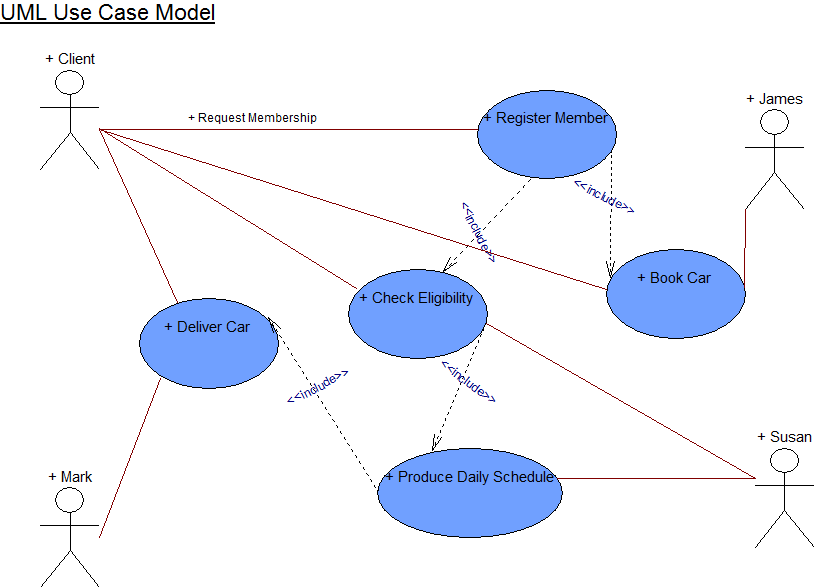 UML Use Case Model
+ Client
+ Request Membership
+ Register Member
+ James
<<include>>
<<include>>
+ Book Car
+ Check Eligibility
+ Deliver Car
<<include>>
<<include>>
+ Susan
+ Mark
+ Produce Daily Schedule